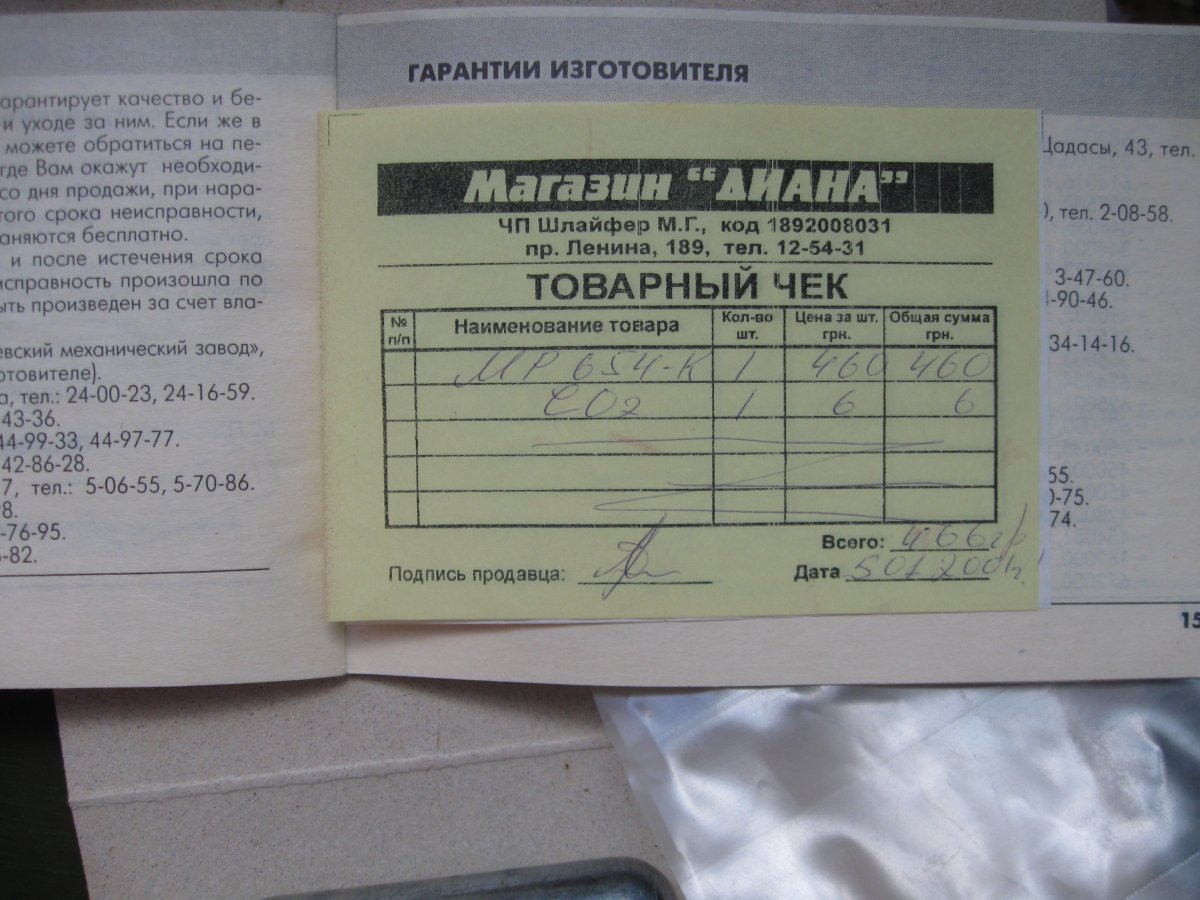 ГАРАНТИИ ИЗГОТОВИТЕЛЯ
арантирует качество и бе-
и уходе за ним. Если же в
можете обратиться на пе-
где Вам окажут необходи-
со дня продажи, при нара-
того срока неисправности,
аняются бесплатно.
и после истечения срока
исправность произошла по
ыть произведен за счет вла-
евский механический завод»,
отовителе).
а, тел.: 24-00-23, 24-16-59.
43-36.
44-99-33, 44-97-77.
42-86-28.
7, тел.: 5-06-55, 5-70-86.
8.
-76-95.
-82.
Магазин "ДИАНА"
ЧП Шлайфер М.Г., код 1892008031
пр. Ленина, 189, тел. 12-54-31
ТОВАРНЫЙ ЧЕК
№ п/п Наименование товара Кол-во шт. Цена за шт. грн. Общая сумма грн.
МР 654-К 1 460 460
СО2 1 6 6
Всего: 466 гр
Подпись продавца: Дата
Цадасы, 43, тел.
), тел. 2-08-58.
3-47-60.
-90-46.
34-14-16.
55.
0-75.
74.
15